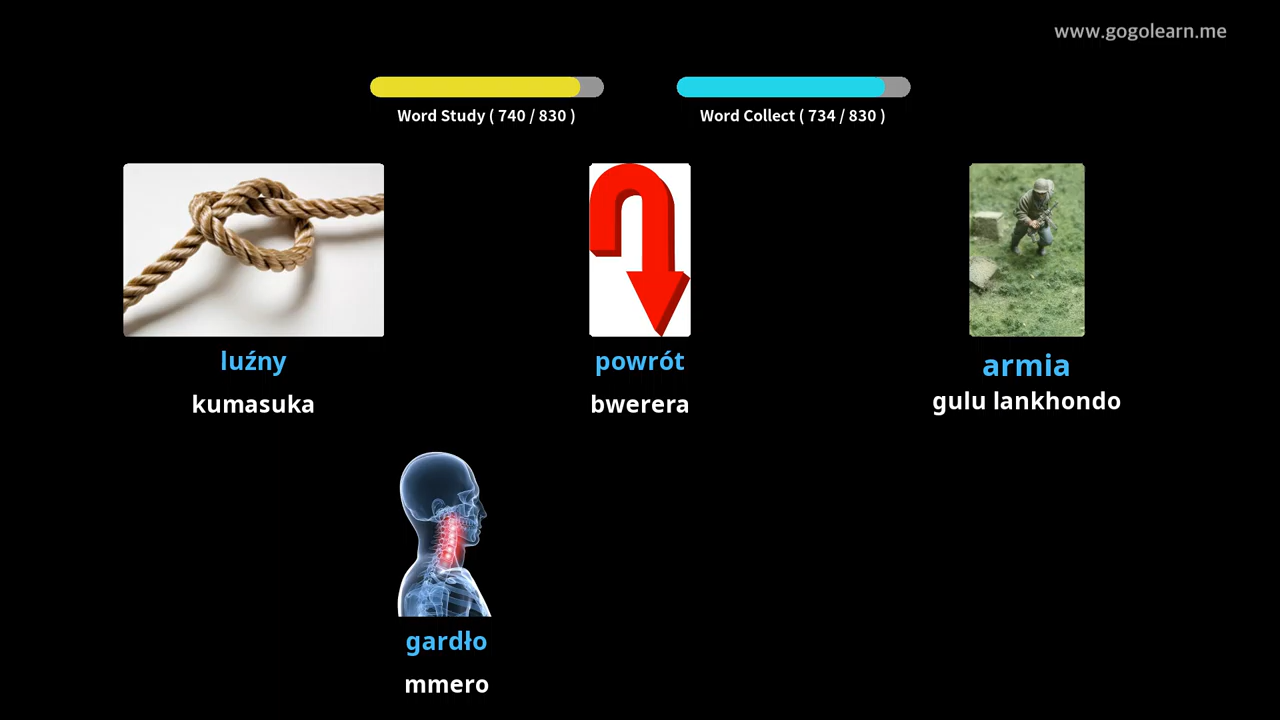 www.gogolearn.me
Word Study ( 740 / 830 )
Word Collect ( 734 / 830 )
luźny
powrót
armia
kumasuka
bwerera
gulu lankhondo
gardło
mmero